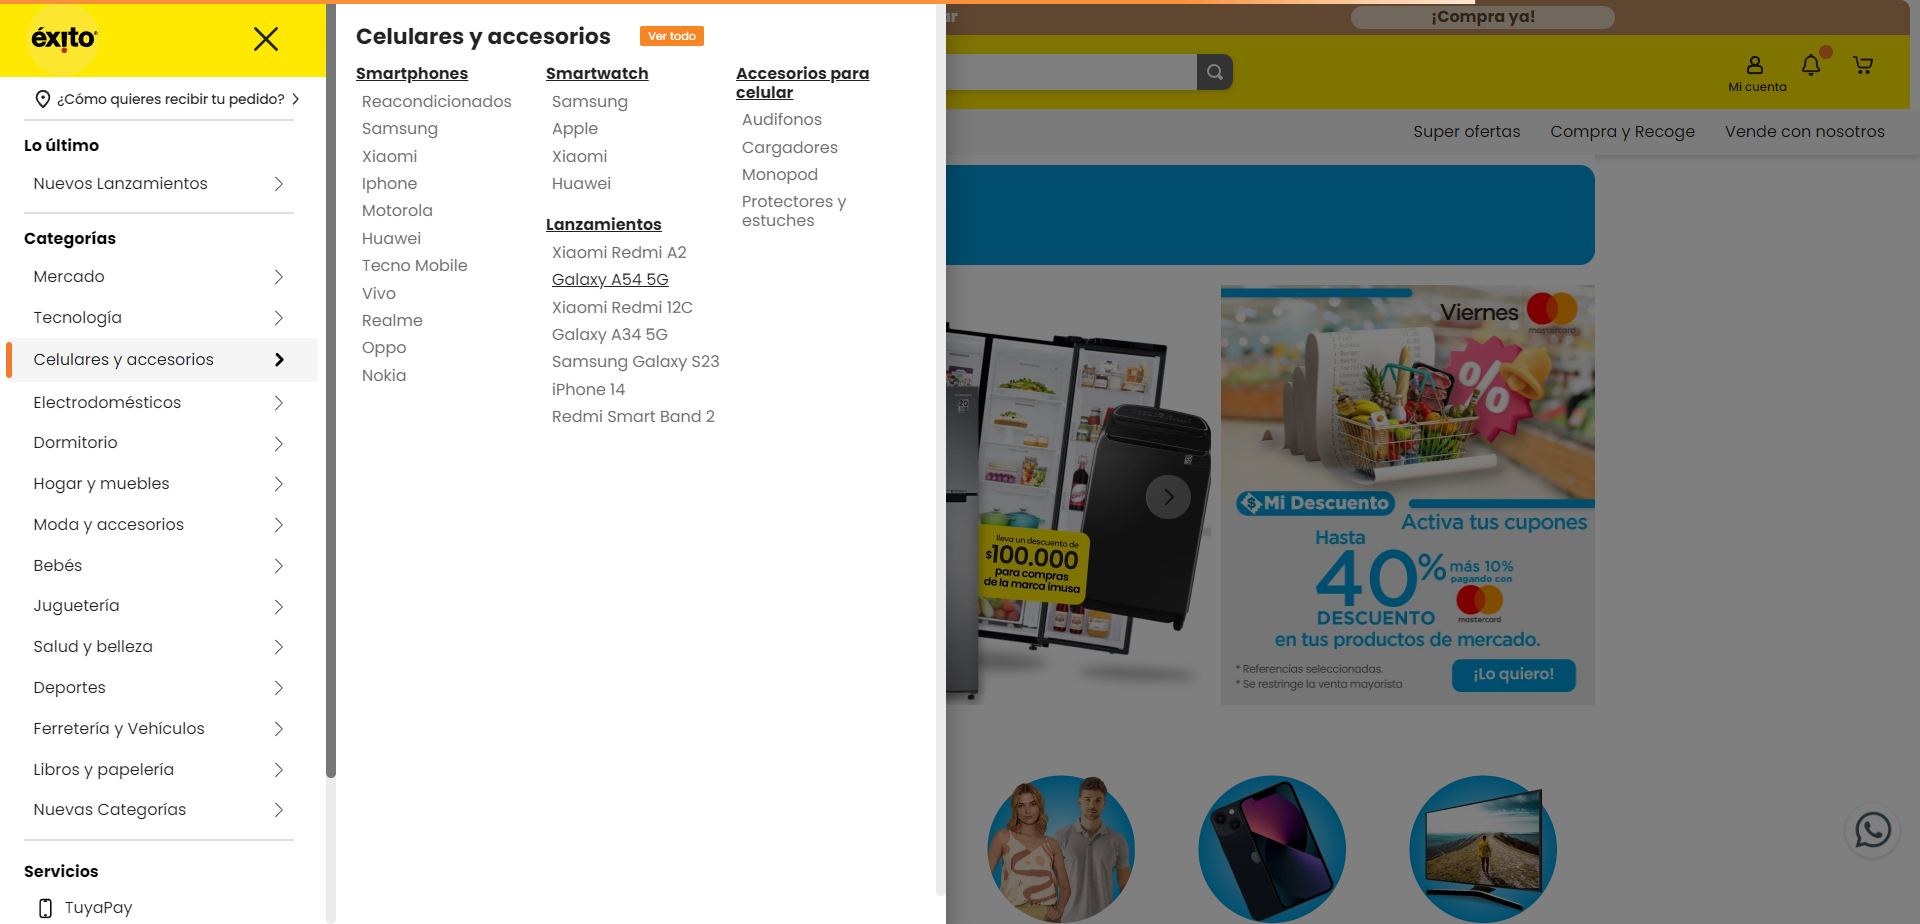 éxito
¿Cómo quieres recibir tu pedido?
Lo último
Nuevos Lanzamientos
Categorías
Mercado
Tecnología
Celulares y accesorios
Electrodomésticos
Dormitorio
Hogar y muebles
Moda y accesorios
Bebés
Juguetería
Salud y belleza
Deportes
Ferretería y Vehículos
Libros y papelería
Nuevas Categorías
Servicios
TuyaPay
Celulares y accesorios
Ver todo
Smartphones
Reacondicionados
Samsung
Xiaomi
Iphone
Motorola
Huawei
Tecno Mobile
Vivo
Realme
Oppo
Nokia
Smartwatch
Samsung
Apple
Xiaomi
Huawei
Lanzamientos
Xiaomi Redmi A2
Galaxy A54 5G
Xiaomi Redmi 12C
Galaxy A34 5G
Samsung Galaxy S23
iPhone 14
Redmi Smart Band 2
Accesorios para
celular
Audifonos
Cargadores
Monopod
Protectores y
estuches
¡Compra ya!
Mi cuenta
Super ofertas
Compra y Recoge
Vende con nosotros
lleva un descuento de
$100.000
para compras
de la marca imusa
Viernes
mastercard
%
$ Mi Descuento
Activa tus cupones
Hasta
40%
más 10%
pagando con
mastercard
DESCUENTO
en tus productos de mercado.
* Referencias seleccionadas.
* Se restringe la venta mayorista
¡Lo quiero!